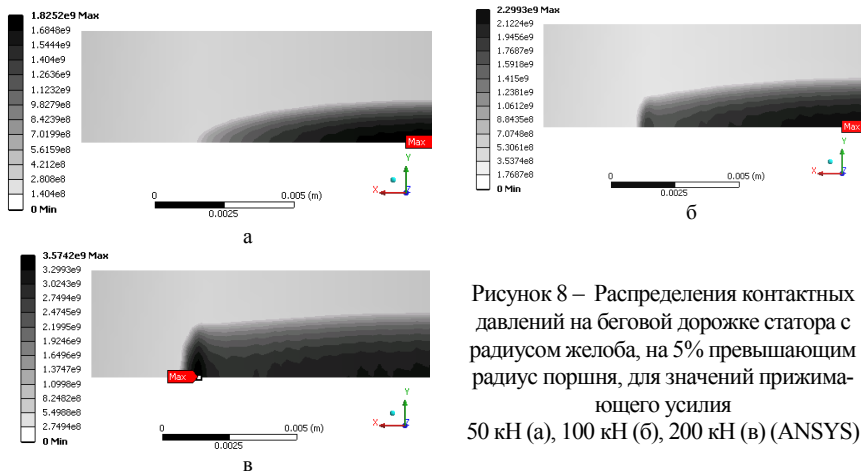 1.8252e9 Max
1.6848e9
1.5444e9
1.404e9
1.2636e9
1.1232e9
9.8279e8
8.4239e8
7.0199e8
5.6159e8
4.212e8
2.808e8
1.404e8
0 Min
Max
0
0.005 (m)
0.0025
Y
X
Z
а
2.2993e9 Max
2.1224e9
1.9456e9
1.7687e9
1.5918e9
1.415e9
1.2381e9
1.0612e9
8.8435e8
7.0748e8
5.3061e8
3.5374e8
1.7687e8
0 Min
Max
0
0.005 (m)
0.0025
Y
X
Z
б
3.5742e9 Max
3.2993e9
3.0243e9
2.7494e9
2.4745e9
2.1995e9
1.9246e9
1.6496e9
1.3747e9
1.0998e9
8.2482e8
5.4988e8
2.7494e8
0 Min
Max
0
0.005 (m)
0.0025
Y
X
Z
в
Рисунок 8 – Распределения контактных
давлений на беговой дорожке статора с
радиусом желоба, на 5% превышающим
радиус поршня, для значений прижима-
ющего усилия
50 кН (а), 100 кН (б), 200 кН (в) (ANSYS)